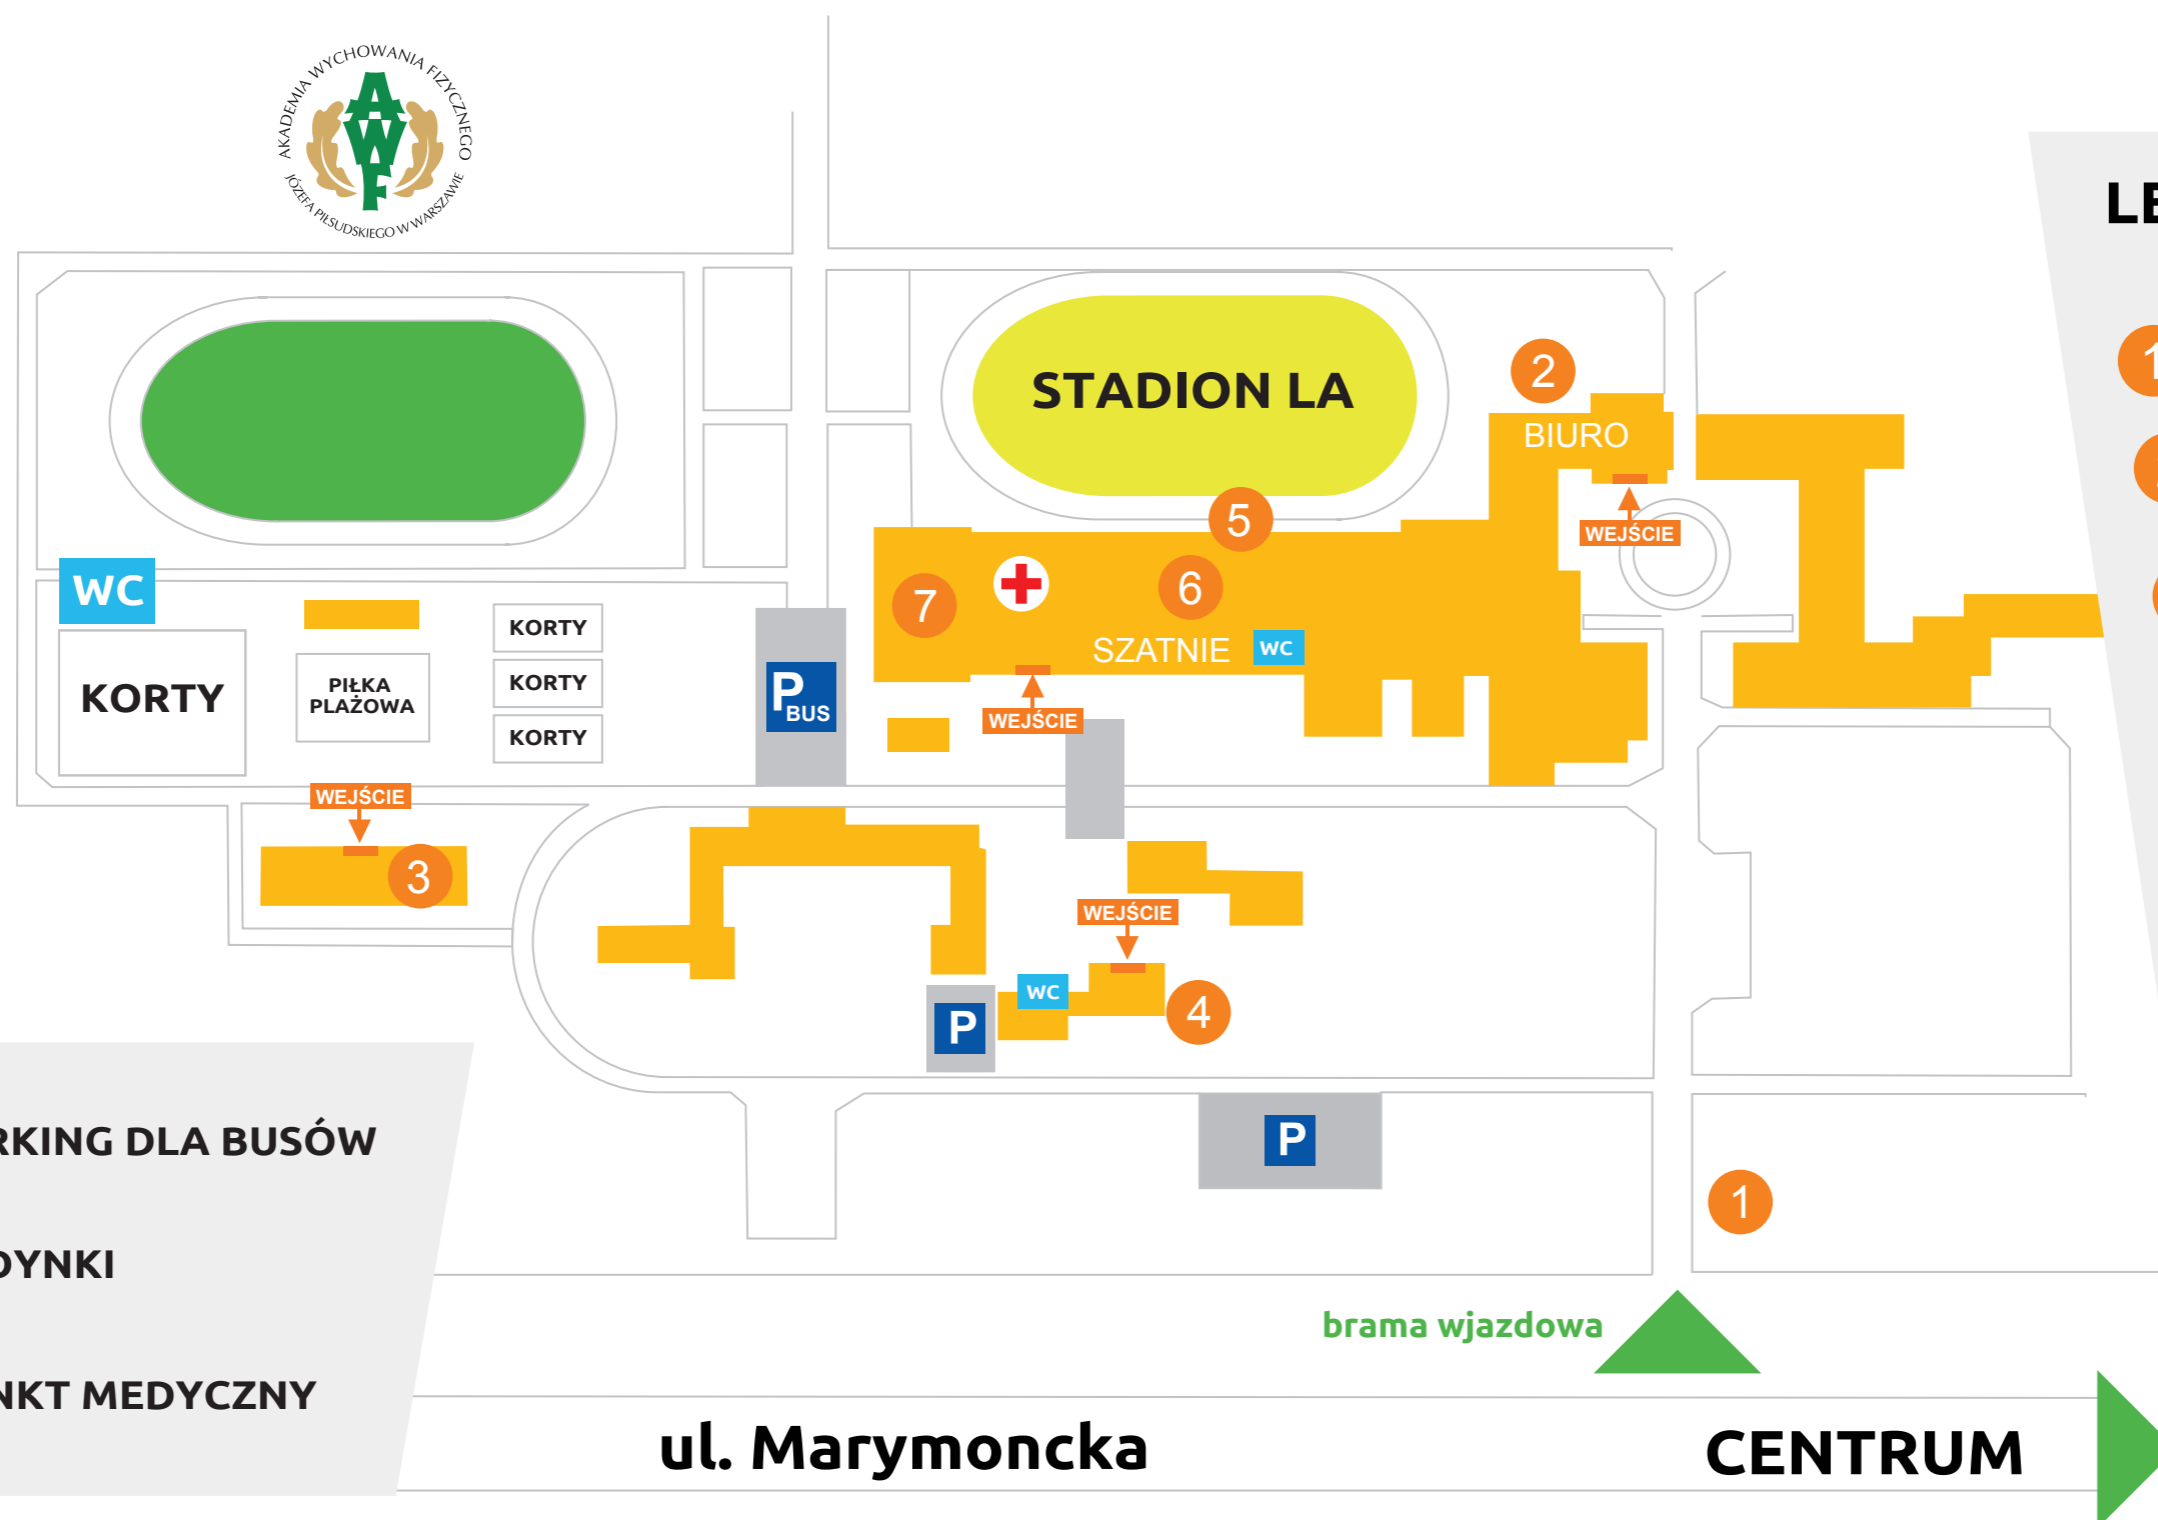 AKADEMIA WYCHOWANIA FIZYCZNEGO
JÓZEFA PIŁSUDSKIEGO W WARSZAWIE
AWF
LE
1
STADION LA
2
BIURO
WEJŚCIE
5
7
6
SZATNIE
WC
WEJŚCIE
WC
KORTY
PIŁKA
PLAŻOWA
KORTY
KORTY
KORTY
P
BUS
WEJŚCIE
3
WEJŚCIE
WC
4
P
P
1
RKING DLA BUSÓW
DYNKI
NKT MEDYCZNY
brama wjazdowa
ul. Marymoncka
CENTRUM